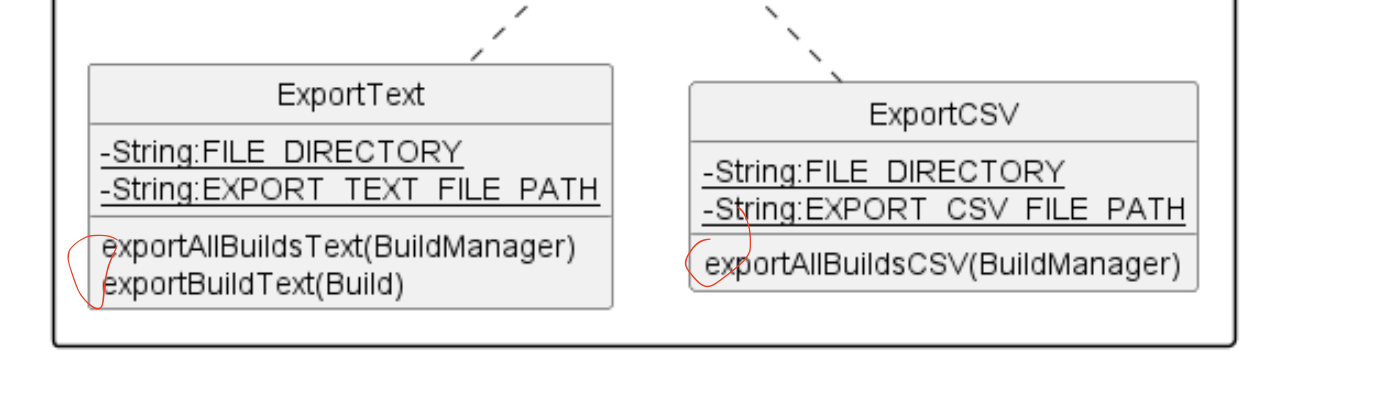 ExportText
-String:FILE_DIRECTORY
-String:EXPORT_TEXT_FILE_PATH
exportAllBuildsText(BuildManager)
exportBuildText(Build)
ExportCSV
-String:FILE_DIRECTORY
-String:EXPORT_CSV_FILE_PATH
exportAllBuildsCSV(BuildManager)